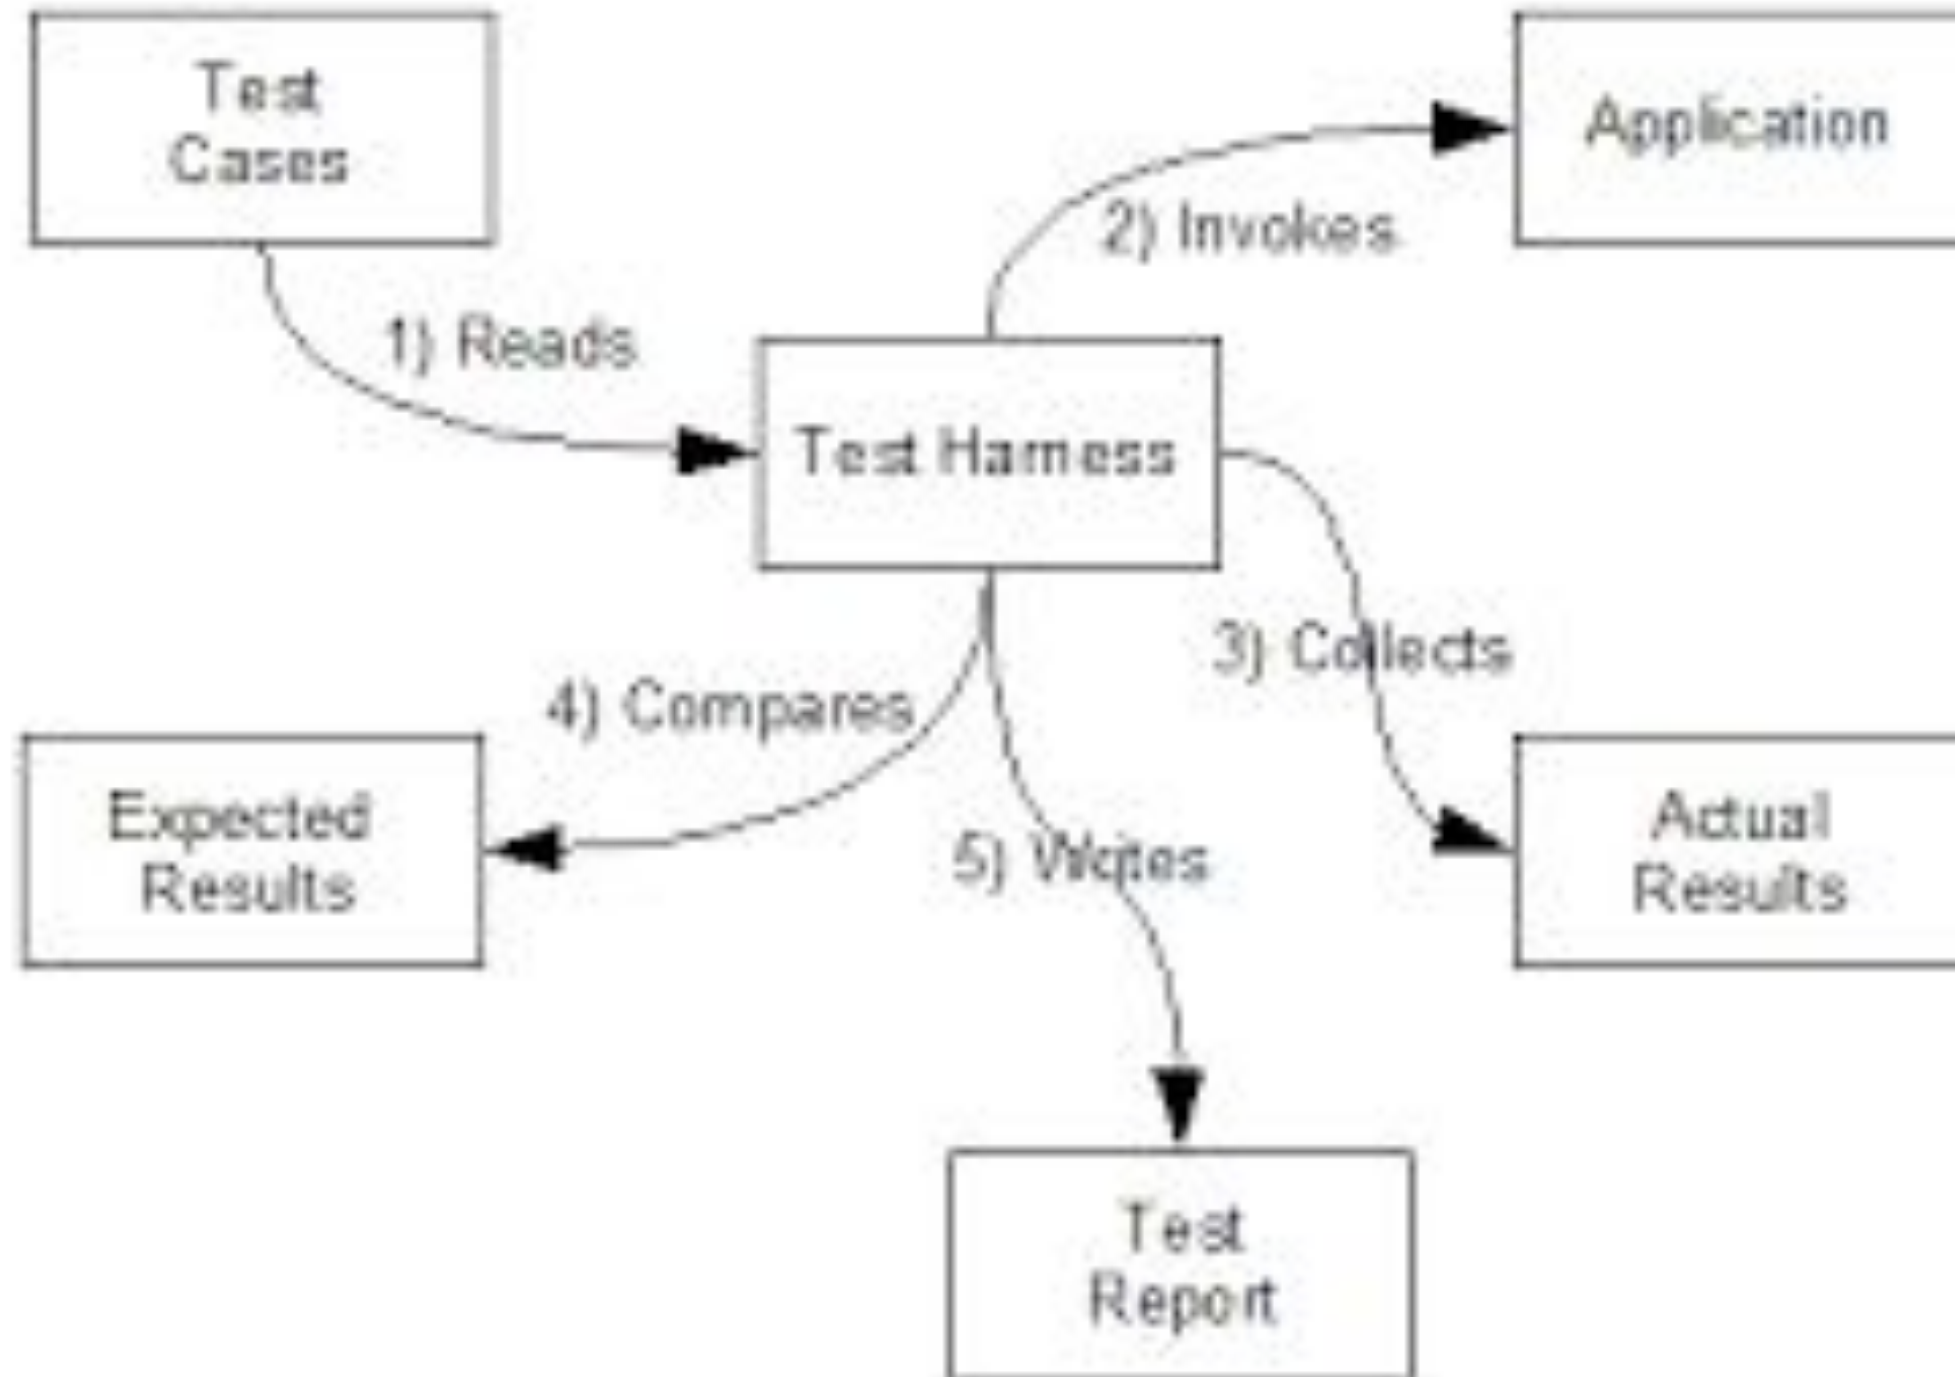 Test
Cases
Application
2) Invokes
1) Reads
Test Harness
3) Collects
4) Compares
Expected
Results
5) Writes
Actual
Results
Test
Report